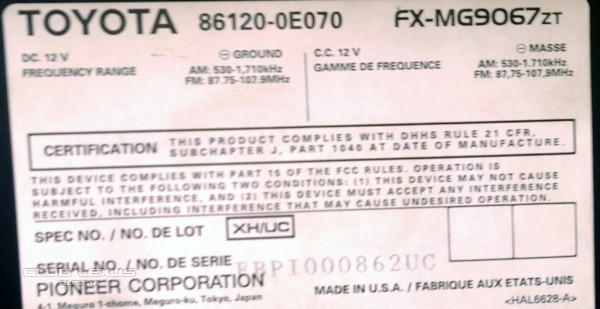 TOYOTA 86120-0E070 FX-MG9067ZT
DC. 12 V ⊖ GROUND C.C. 12 V ⊖ MASSE
FREQUENCY RANGE AM: 530-1,710kHz GAMME DE FREQUENCE AM: 530-1,710kHz
FM: 87.75-107.9MHz FM: 87,75-107,9MHz
CERTIFICATION THIS PRODUCT COMPLIES WITH DHHS RULE 21 CFR,
SUBCHAPTER J, PART 1040 AT DATE OF MANUFACTURE.
THIS DEVICE COMPLIES WITH PART 15 OF THE FCC RULES. OPERATION IS
SUBJECT TO THE FOLLOWING TWO CONDITIONS: (1) THIS DEVICE MAY NOT CAUSE
HARMFUL INTERFERENCE, AND (2) THIS DEVICE MUST ACCEPT ANY INTERFERENCE
RECEIVED, INCLUDING INTERFERENCE THAT MAY CAUSE UNDESIRED OPERATION.
SPEC NO. / NO. DE LOT XH/UC
SERIAL NO. / NO. DE SERIE EBPI000862UC
PIONEER CORPORATION MADE IN U.S.A. / FABRIQUE AUX ETATS-UNIS
4-1, Meguro 1-chome, Meguro-ku, Tokyo, Japan <HAL6628-A>